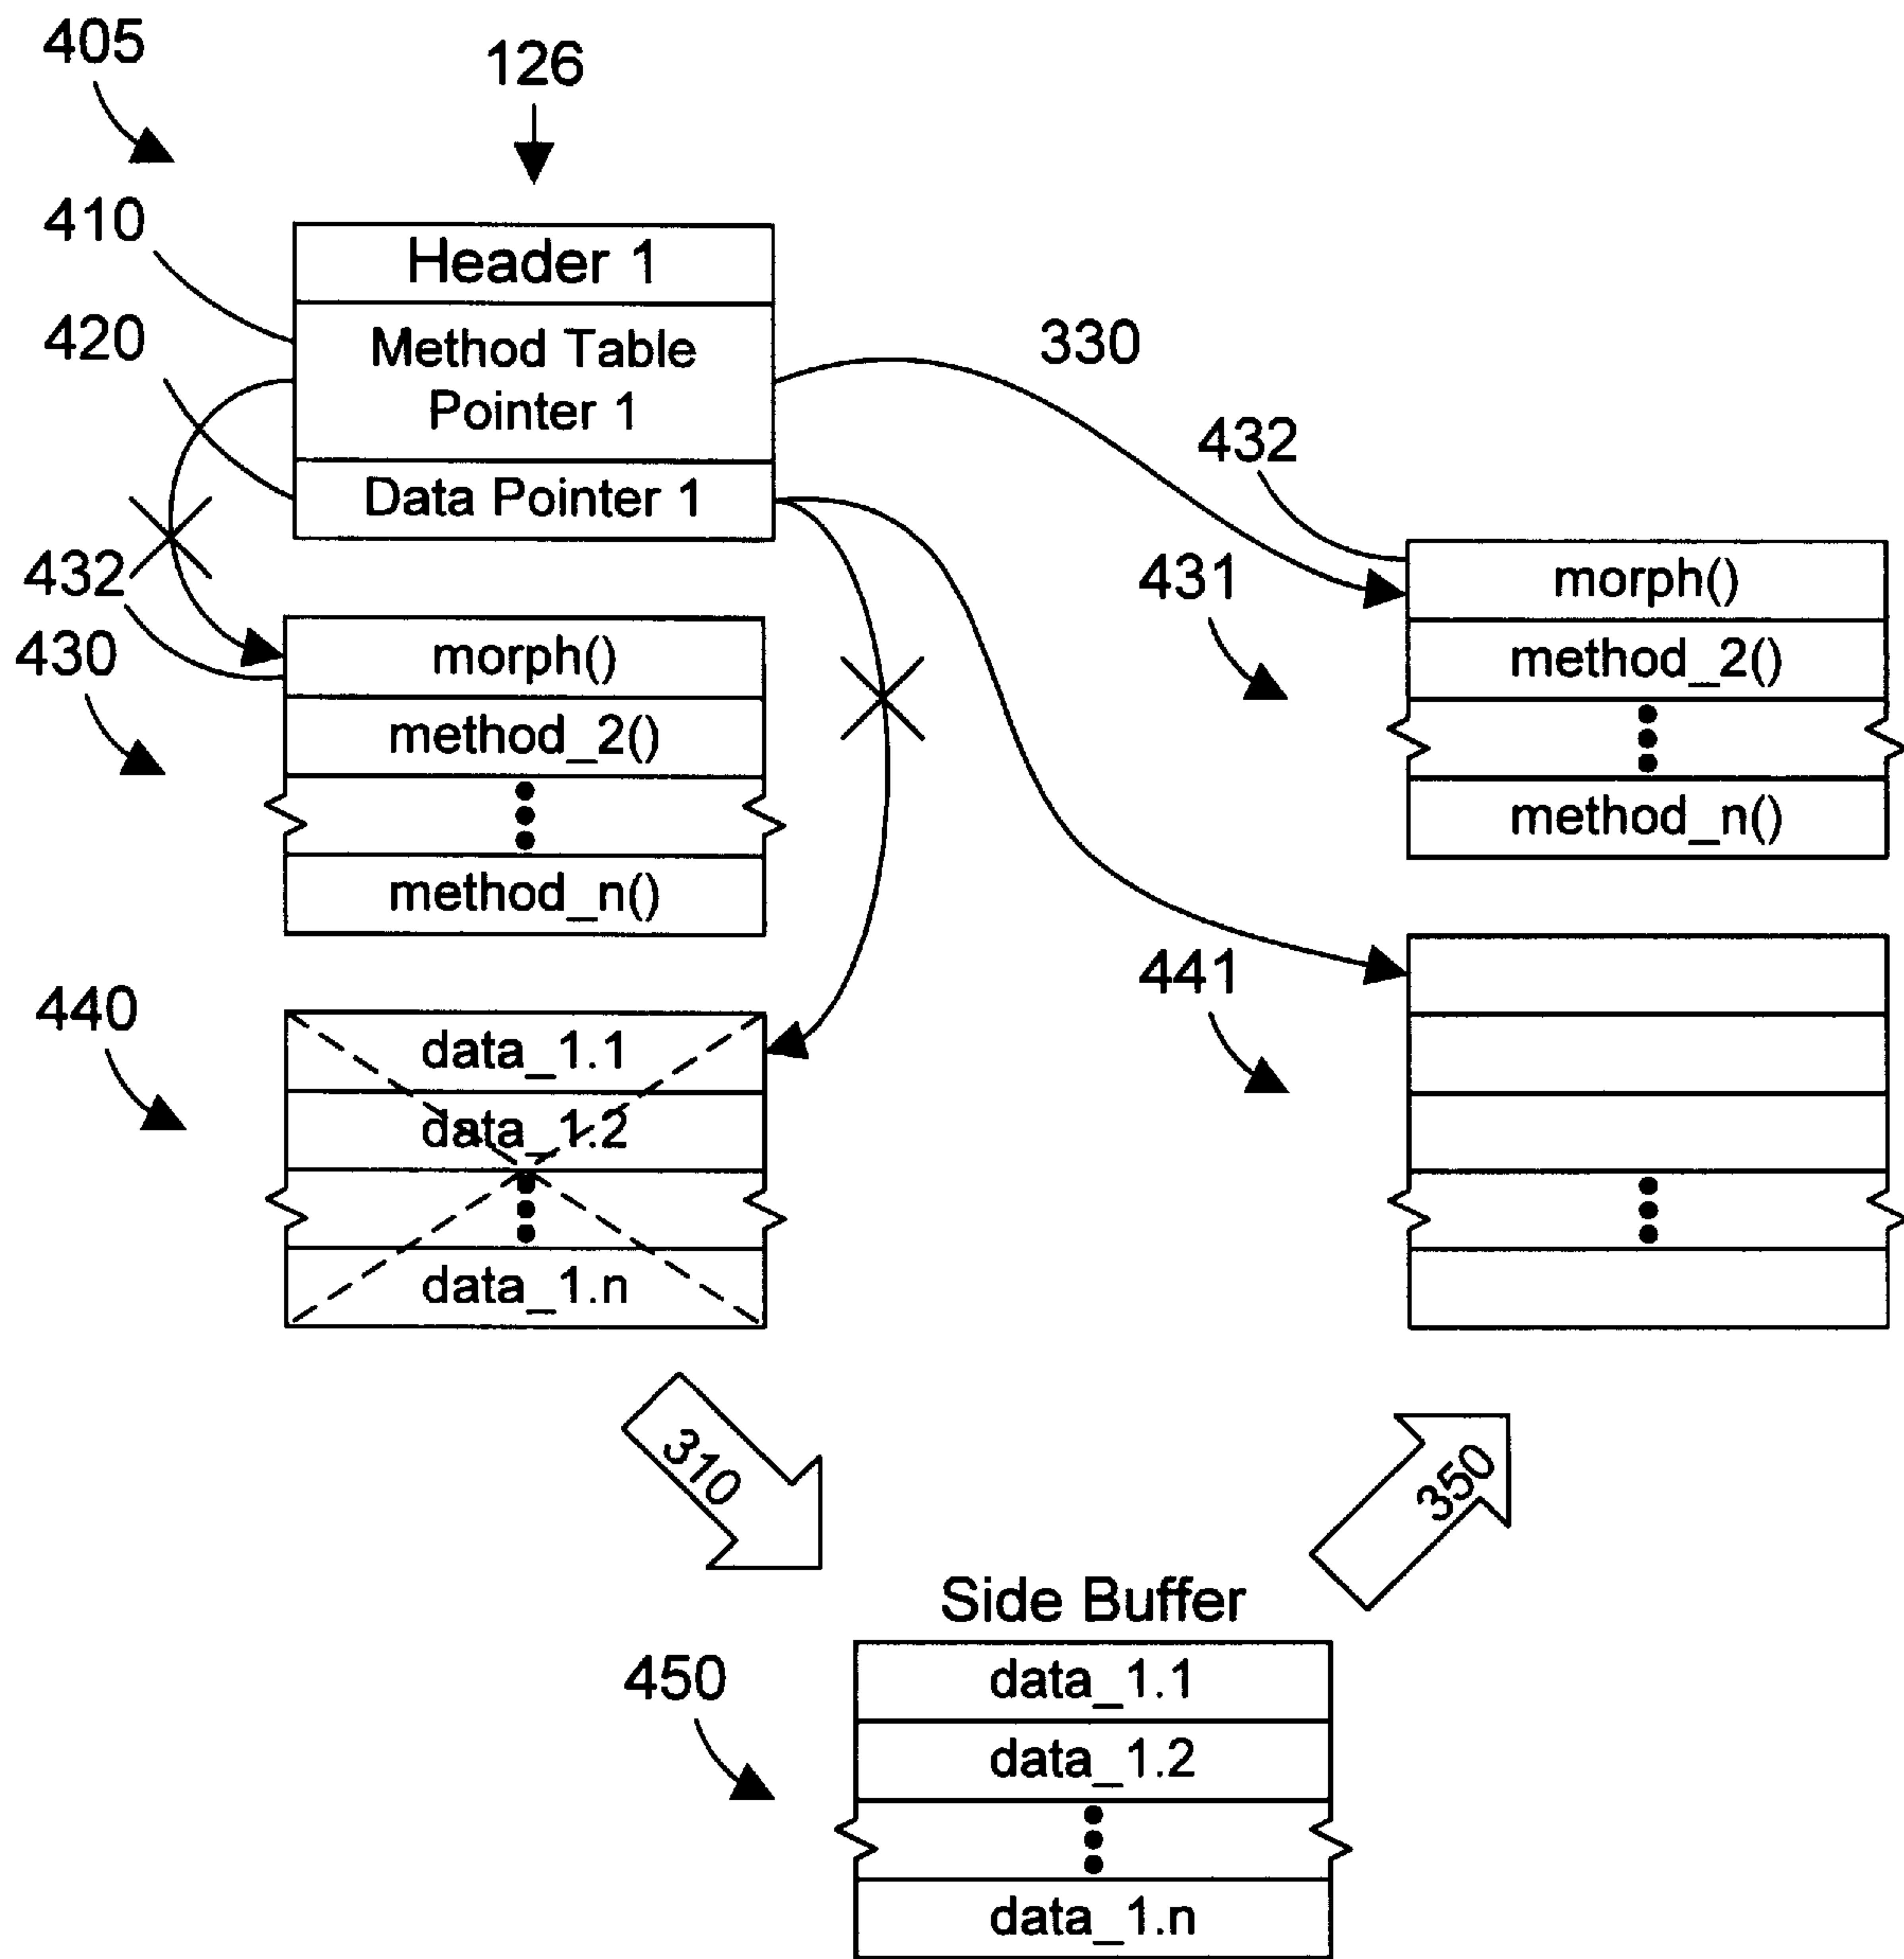 405
126
410
Header 1
420
Method Table
Pointer 1
330
Data Pointer 1
432
432
431
morph()
430
morph()
method_2()
method_2()
method_n()
method_n()
440
441
data_1.1
data_1.2
data_1.n
310
350
Side Buffer
450
data_1.1
data_1.2
data_1.n